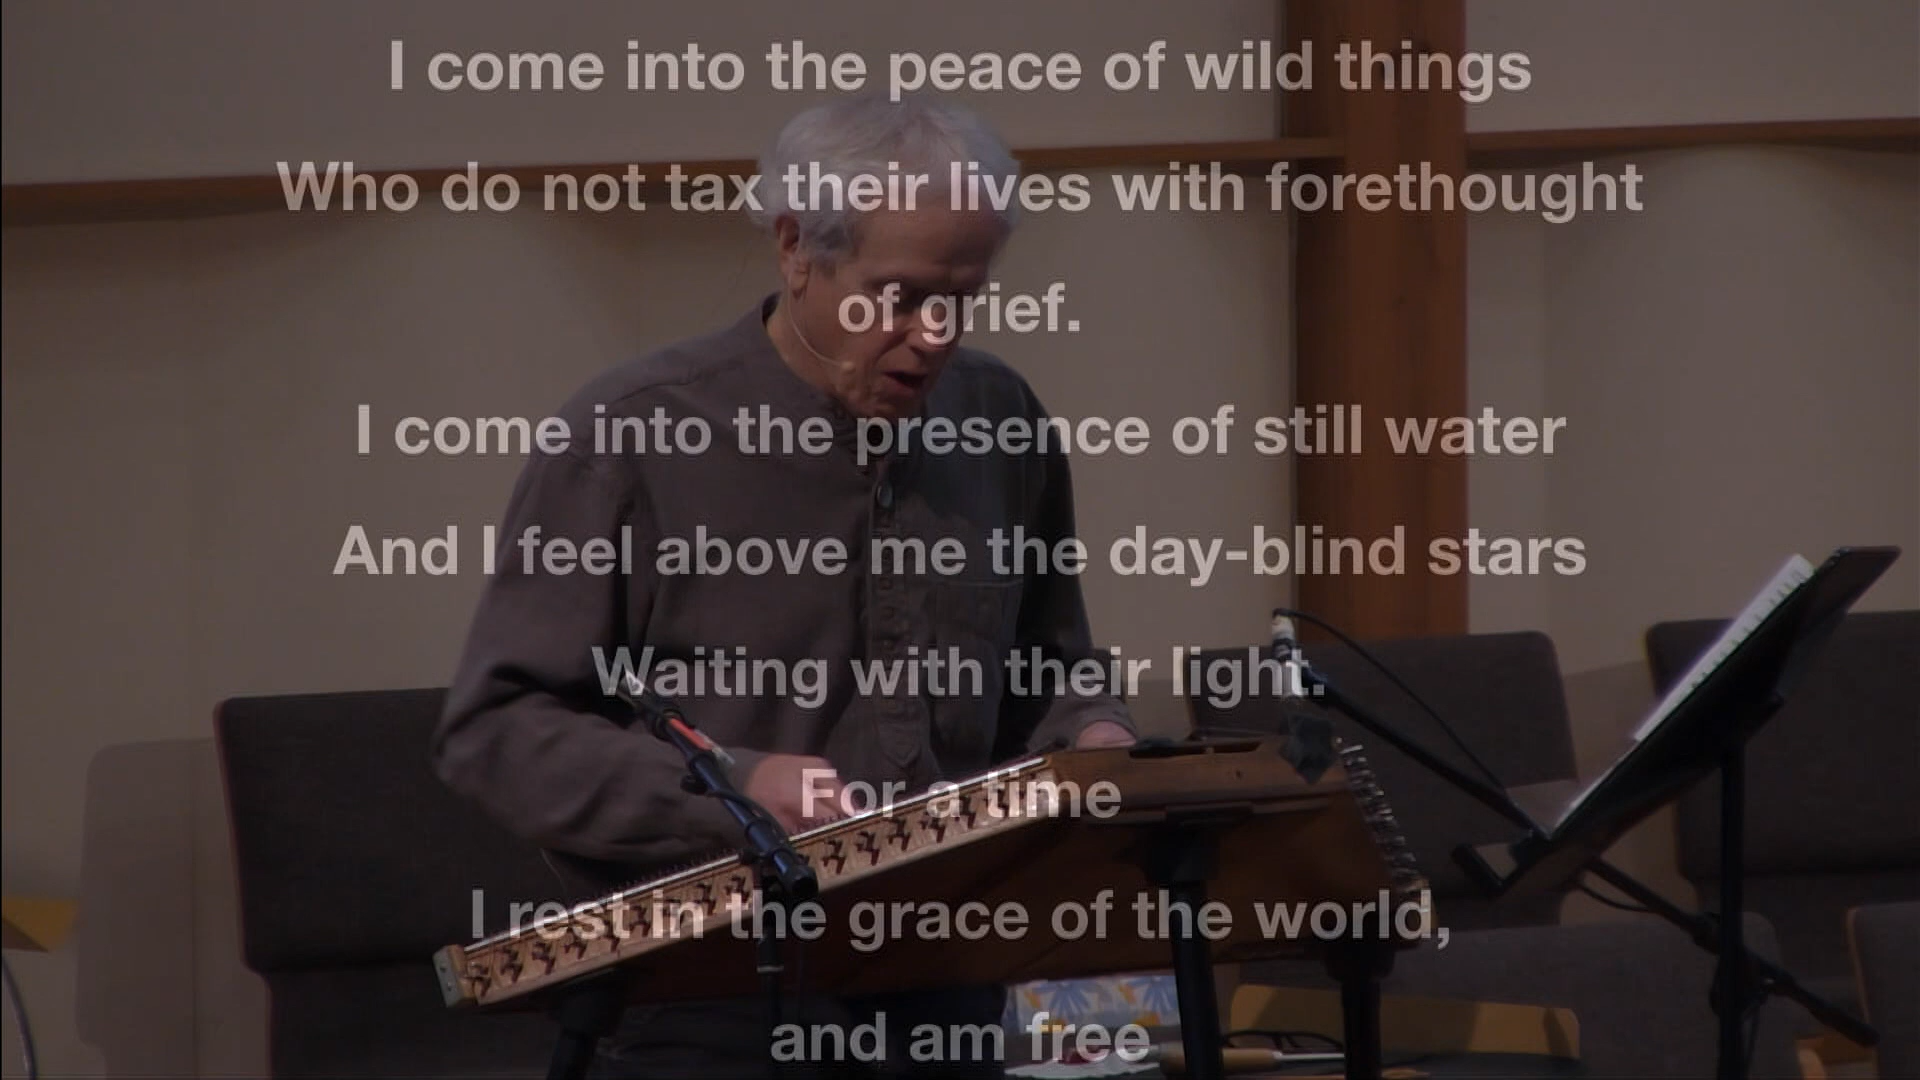 I come into the peace of wild things
Who do not tax their lives with forethought
of grief.
I come into the presence of still water
And I feel above me the day-blind stars
Waiting with their light.
For a time
I rest in the grace of the world,
and am free